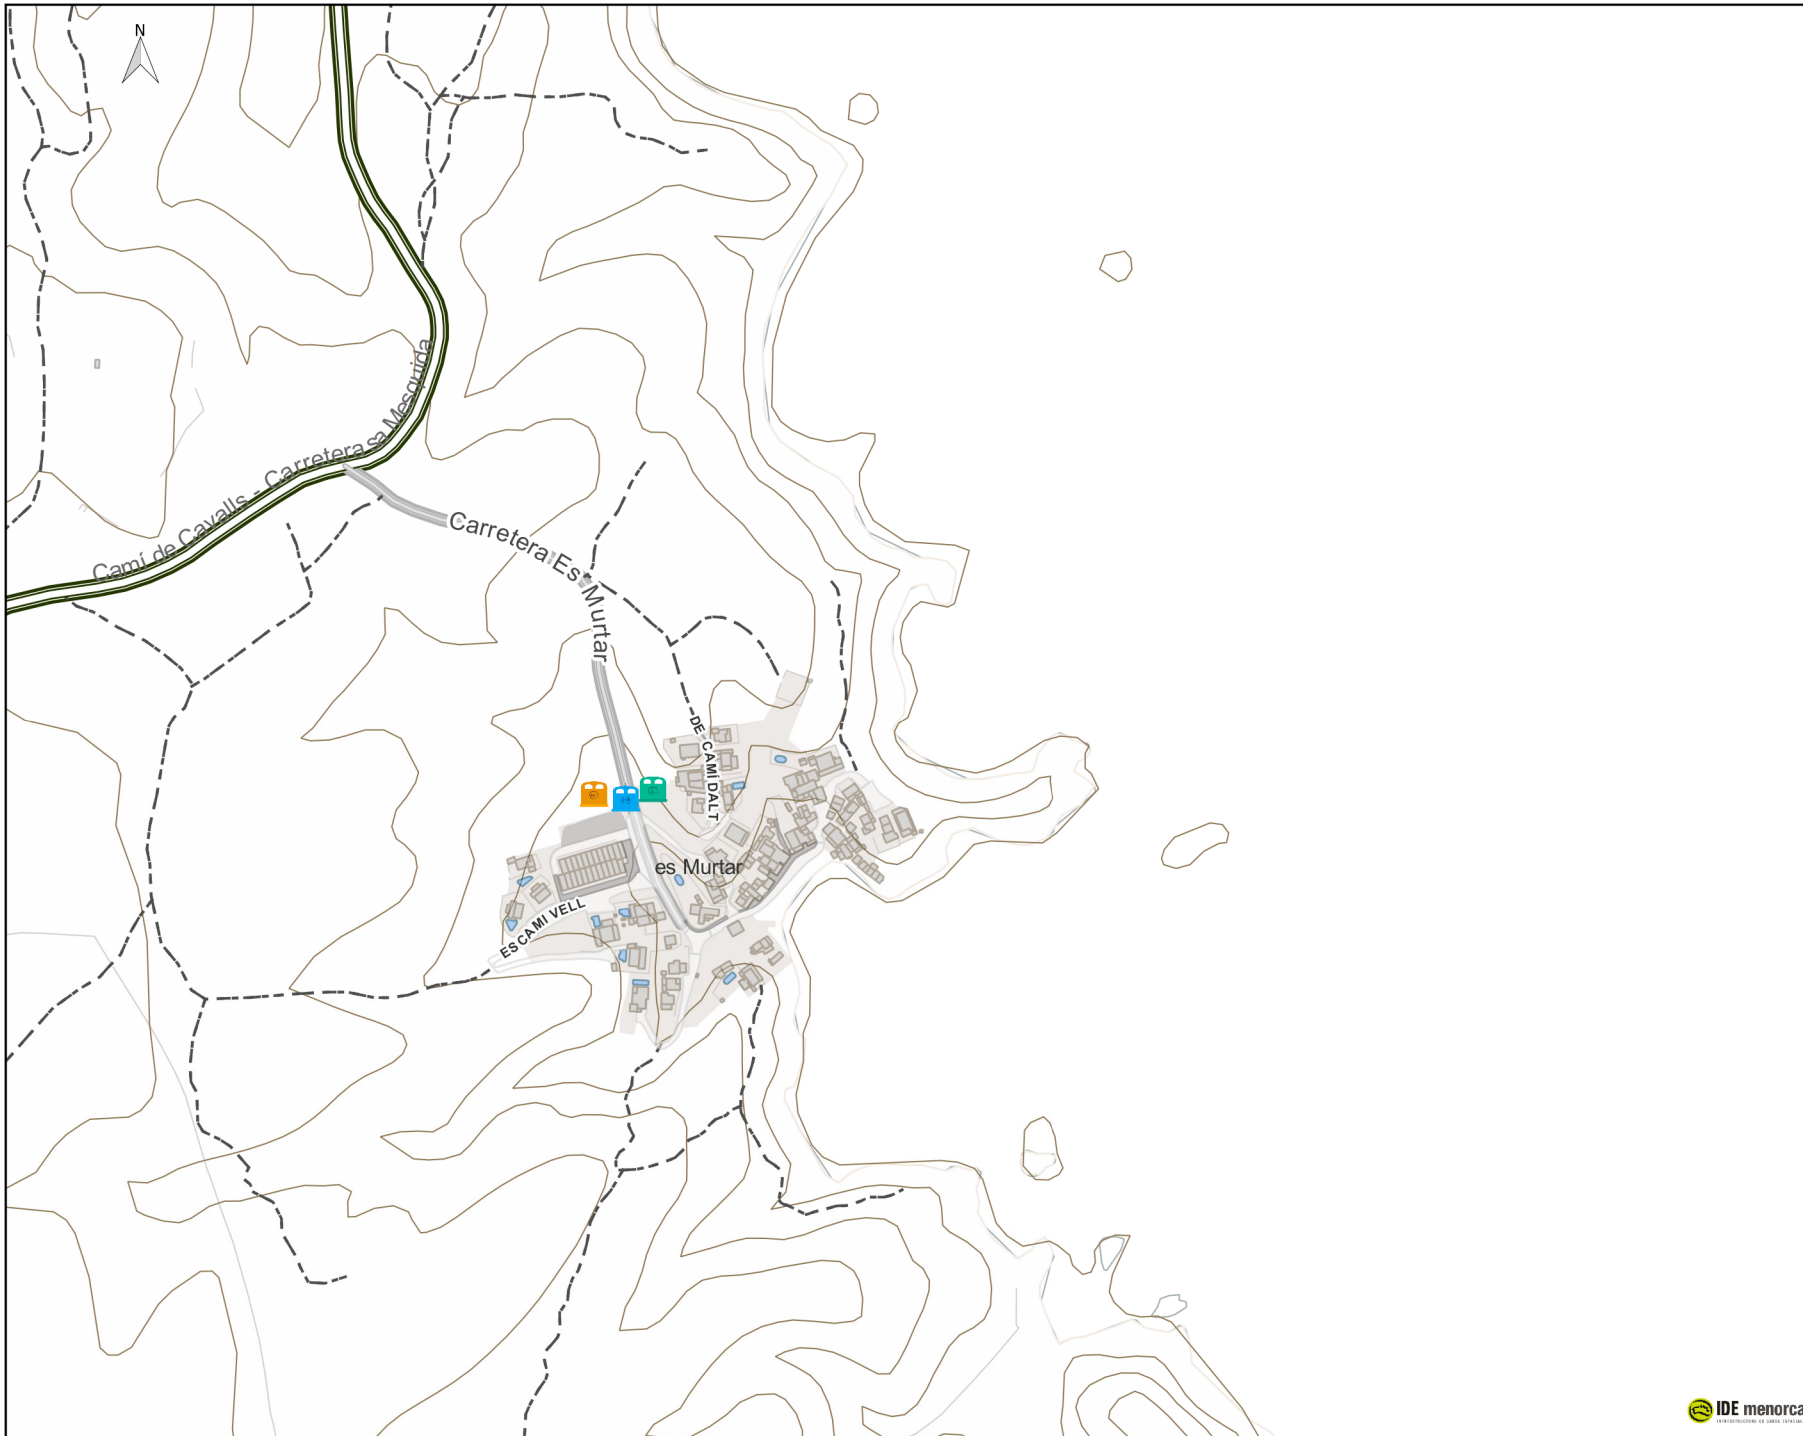 N
Camí de Cavalls - Carretera sa Mesquida
Carretera Es Murtar
DE CAMÍ DALT
es Murtar
ES CAMI VELL
IDE menorca